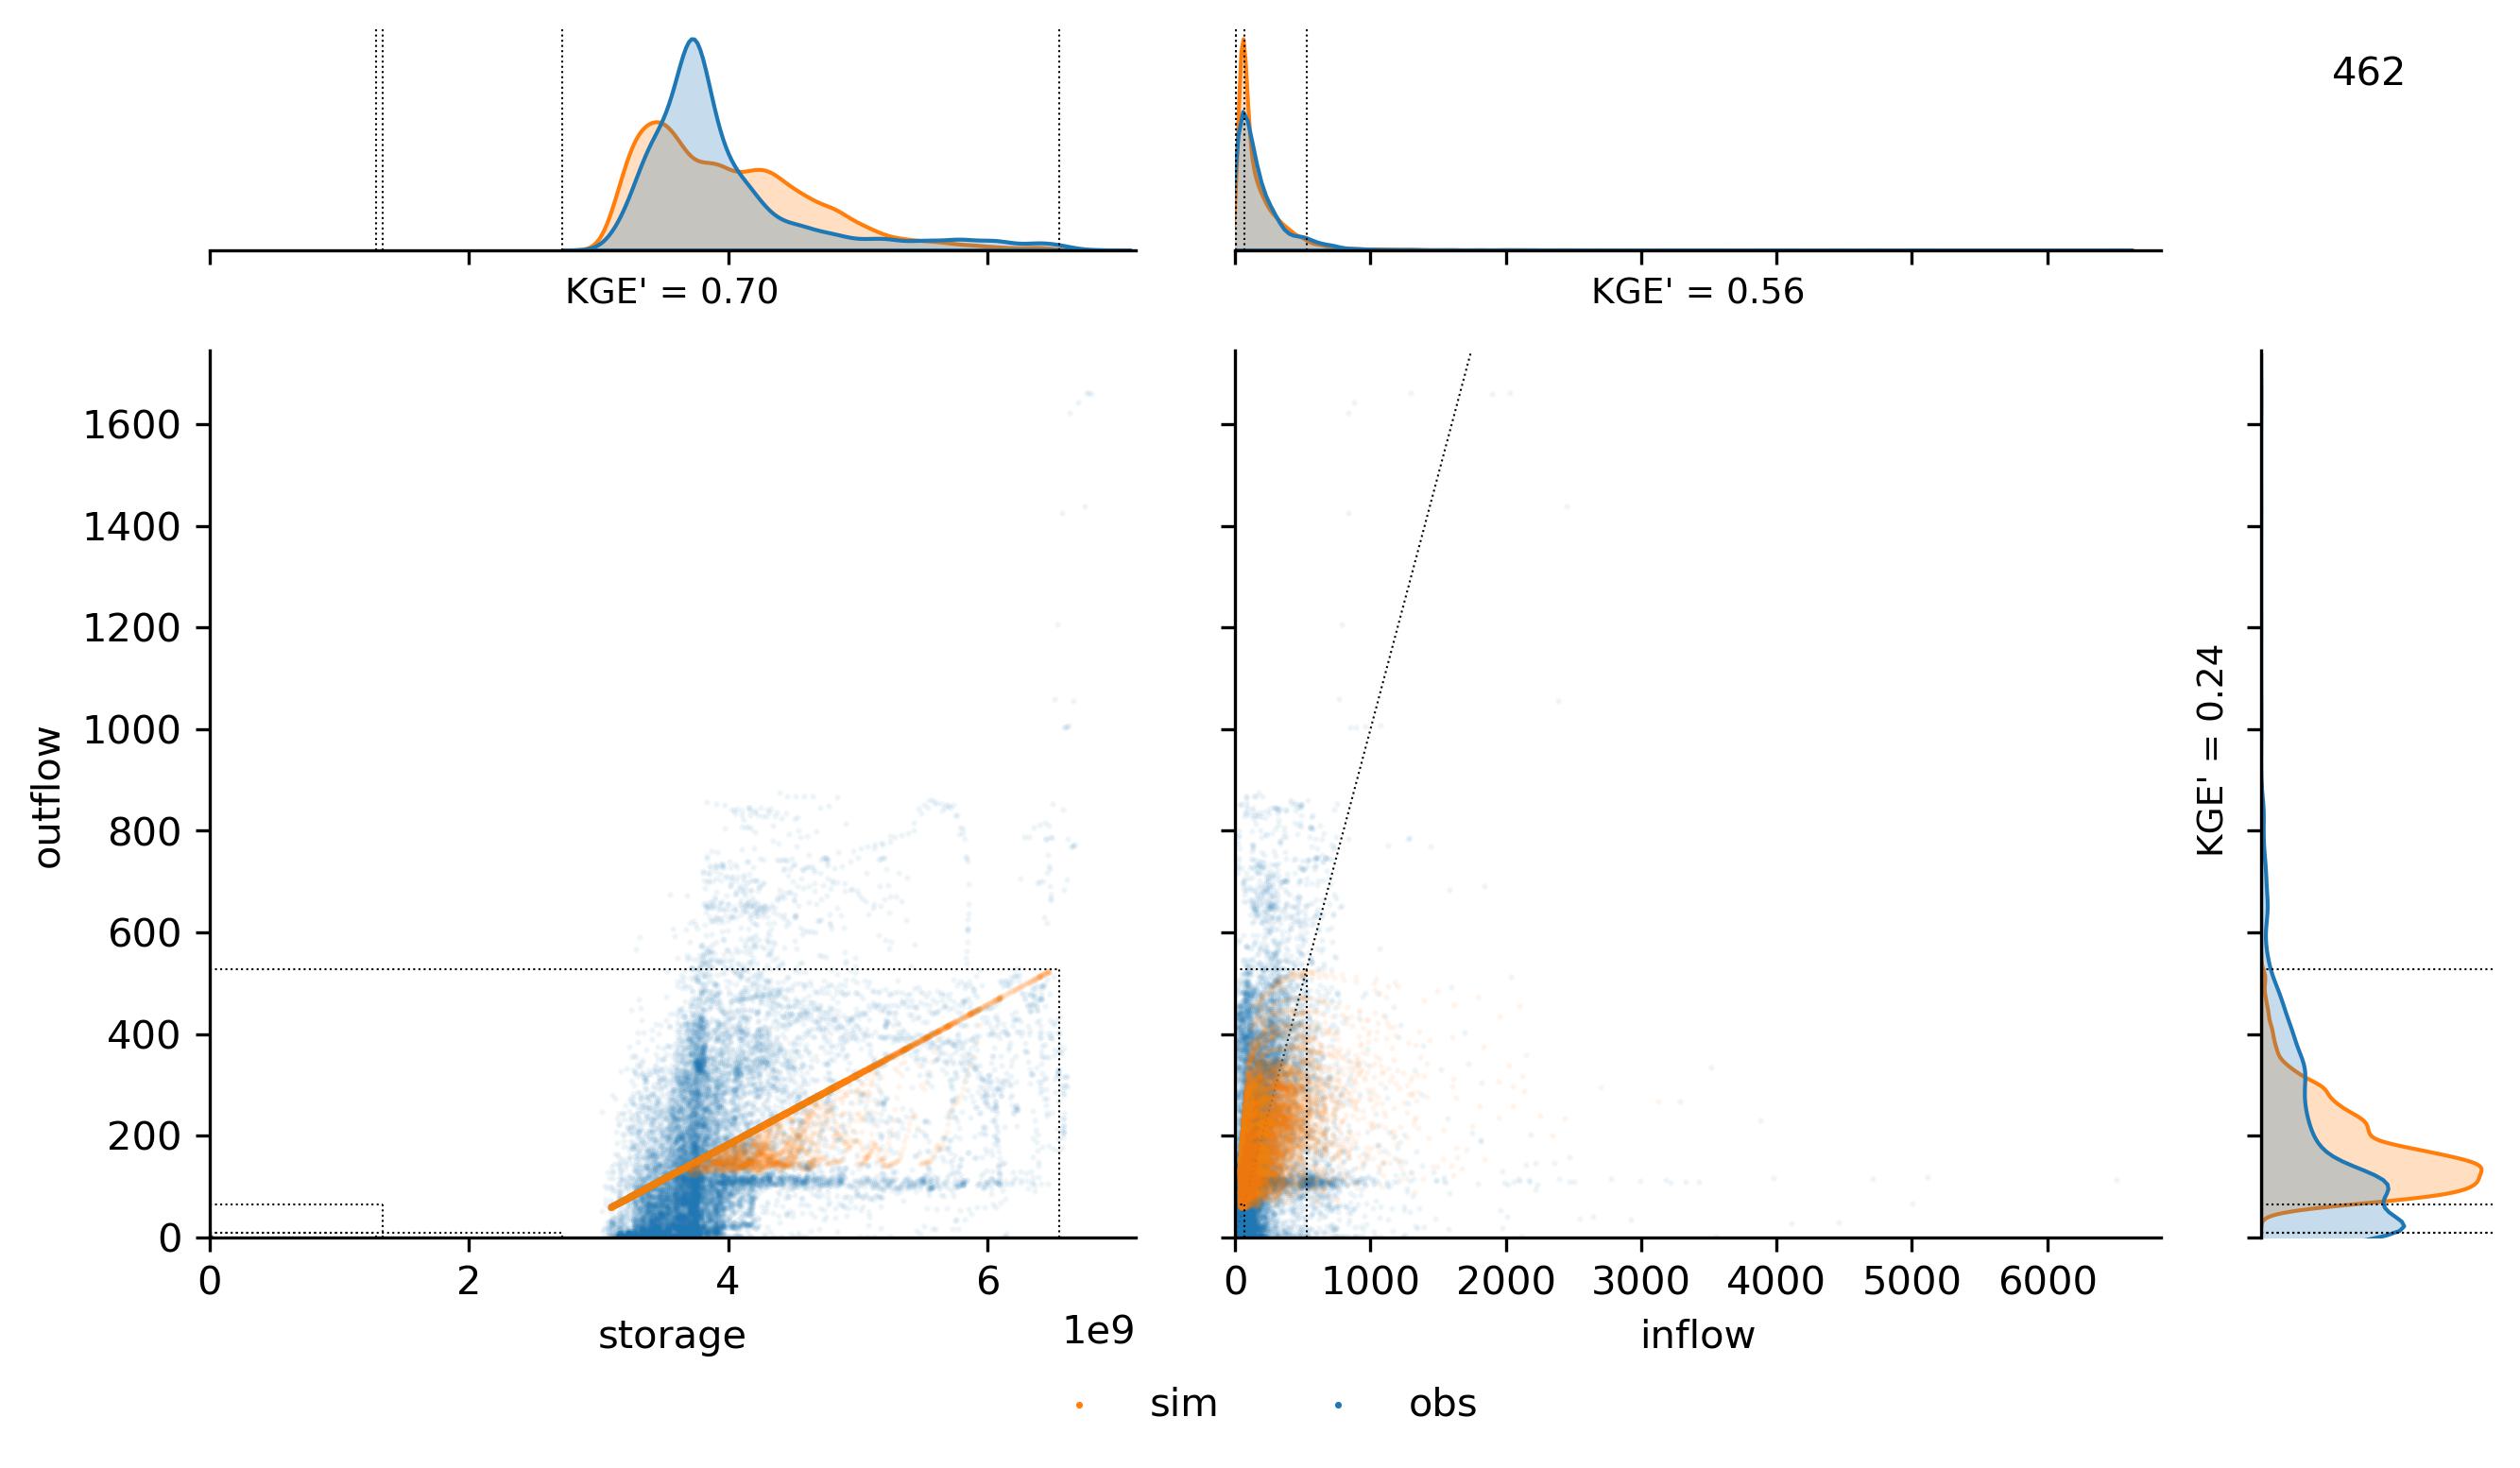 462
KGE' = 0.70
KGE' = 0.56
outflow
1600
1400
1200
1000
800
600
400
200
0
KGE' = 0.24
0 2 4 6
1e9
storage
0 1000 2000 3000 4000 5000 6000
inflow
sim obs